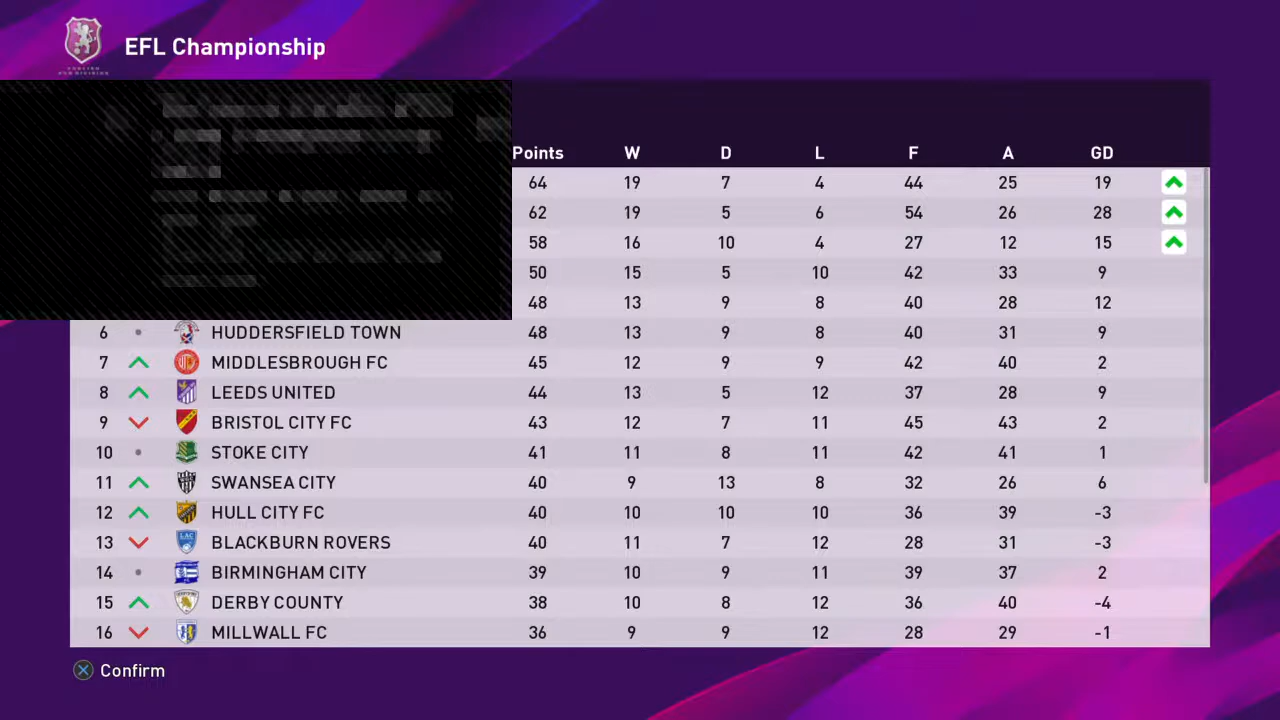 EFL Championship
Points W D L F A GD
64 19 7 4 44 25 19
62 19 5 6 54 26 28
58 16 10 4 27 12 15
50 15 5 10 42 33 9
48 13 9 8 40 28 12
6 HUDDERSFIELD TOWN 48 13 9 8 40 31 9
7 MIDDLESBROUGH FC 45 12 9 9 42 40 2
8 LEEDS UNITED 44 13 5 12 37 28 9
9 BRISTOL CITY FC 43 12 7 11 45 43 2
10 STOKE CITY 41 11 8 11 42 41 1
11 SWANSEA CITY 40 9 13 8 32 26 6
12 HULL CITY FC 40 10 10 10 36 39 -3
13 BLACKBURN ROVERS 40 11 7 12 28 31 -3
14 BIRMINGHAM CITY 39 10 9 11 39 37 2
15 DERBY COUNTY 38 10 8 12 36 40 -4
16 MILLWALL FC 36 9 9 12 28 29 -1
Confirm